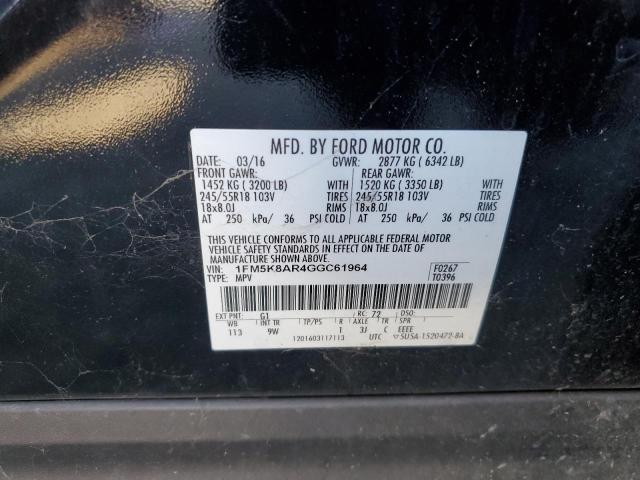 MFD. BY FORD MOTOR CO.
DATE: 03/16 GVWR: 2877 KG ( 6342 LB)
FRONT GAWR: REAR GAWR:
1452 KG ( 3200 LB) WITH 1520 KG ( 3350 LB) WITH
245/55R18 103V TIRES 245/55R18 103V TIRES
18x8.0J RIMS 18x8.0J RIMS
AT 250 kPa/ 36 PSI COLD AT 250 kPa/ 36 PSI COLD
THIS VEHICLE CONFORMS TO ALL APPLICABLE FEDERAL MOTOR
VEHICLE SAFETY STANDARDS IN EFFECT ON THE DATE OF
MANUFACTURE SHOWN ABOVE.
VIN: 1FM5K8AR4GGC61964 F0267
TYPE: MPV T0396
EXT PNT: G1 RC: 72 DSO:
WB INT TR TP/PS R AXLE TR SPR
113 9W 1 3J C EEEE
1201603117113 UTC 5USA-1520472-BA